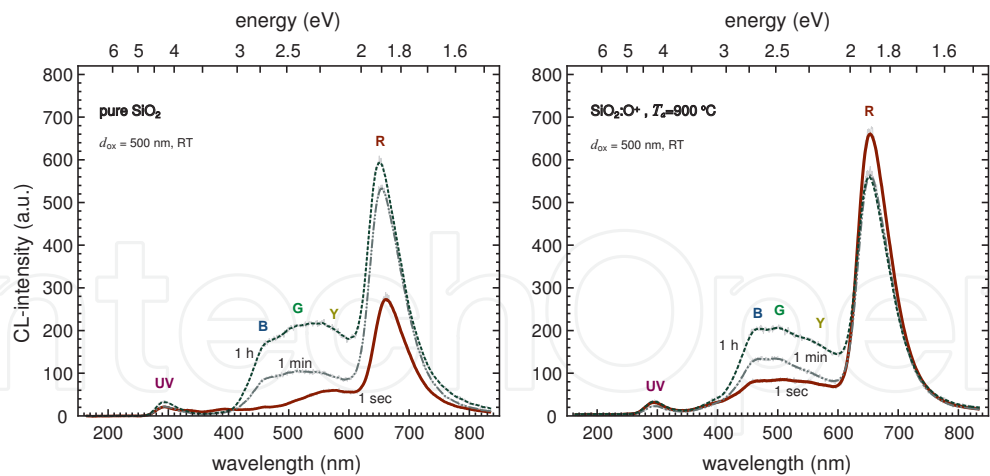 energy (eV)
6 5 4 3 2.5 2 1.8 1.6
800
700
600
500
400
300
200
100
0
CL-intensity (a.u.)
pure SiO₂
dox = 500 nm, RT
R
B
G
Y
UV
1 h
1 min
1 sec
200 300 400 500 600 700 800
wavelength (nm)
energy (eV)
6 5 4 3 2.5 2 1.8 1.6
800
700
600
500
400
300
200
100
0
SiO₂:O⁺ , Ta=900 °C
dox = 500 nm, RT
R
B
G
Y
UV
1 h
1 min
1 sec
200 300 400 500 600 700 800
wavelength (nm)
ntechOpe